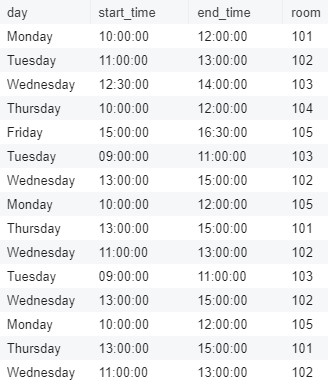 day start_time end_time room
Monday 10:00:00 12:00:00 101
Tuesday 11:00:00 13:00:00 102
Wednesday 12:30:00 14:00:00 103
Thursday 10:00:00 12:00:00 104
Friday 15:00:00 16:30:00 105
Tuesday 09:00:00 11:00:00 103
Wednesday 13:00:00 15:00:00 102
Monday 10:00:00 12:00:00 105
Thursday 13:00:00 15:00:00 101
Wednesday 11:00:00 13:00:00 102
Tuesday 09:00:00 11:00:00 103
Wednesday 13:00:00 15:00:00 102
Monday 10:00:00 12:00:00 105
Thursday 13:00:00 15:00:00 101
Wednesday 11:00:00 13:00:00 102